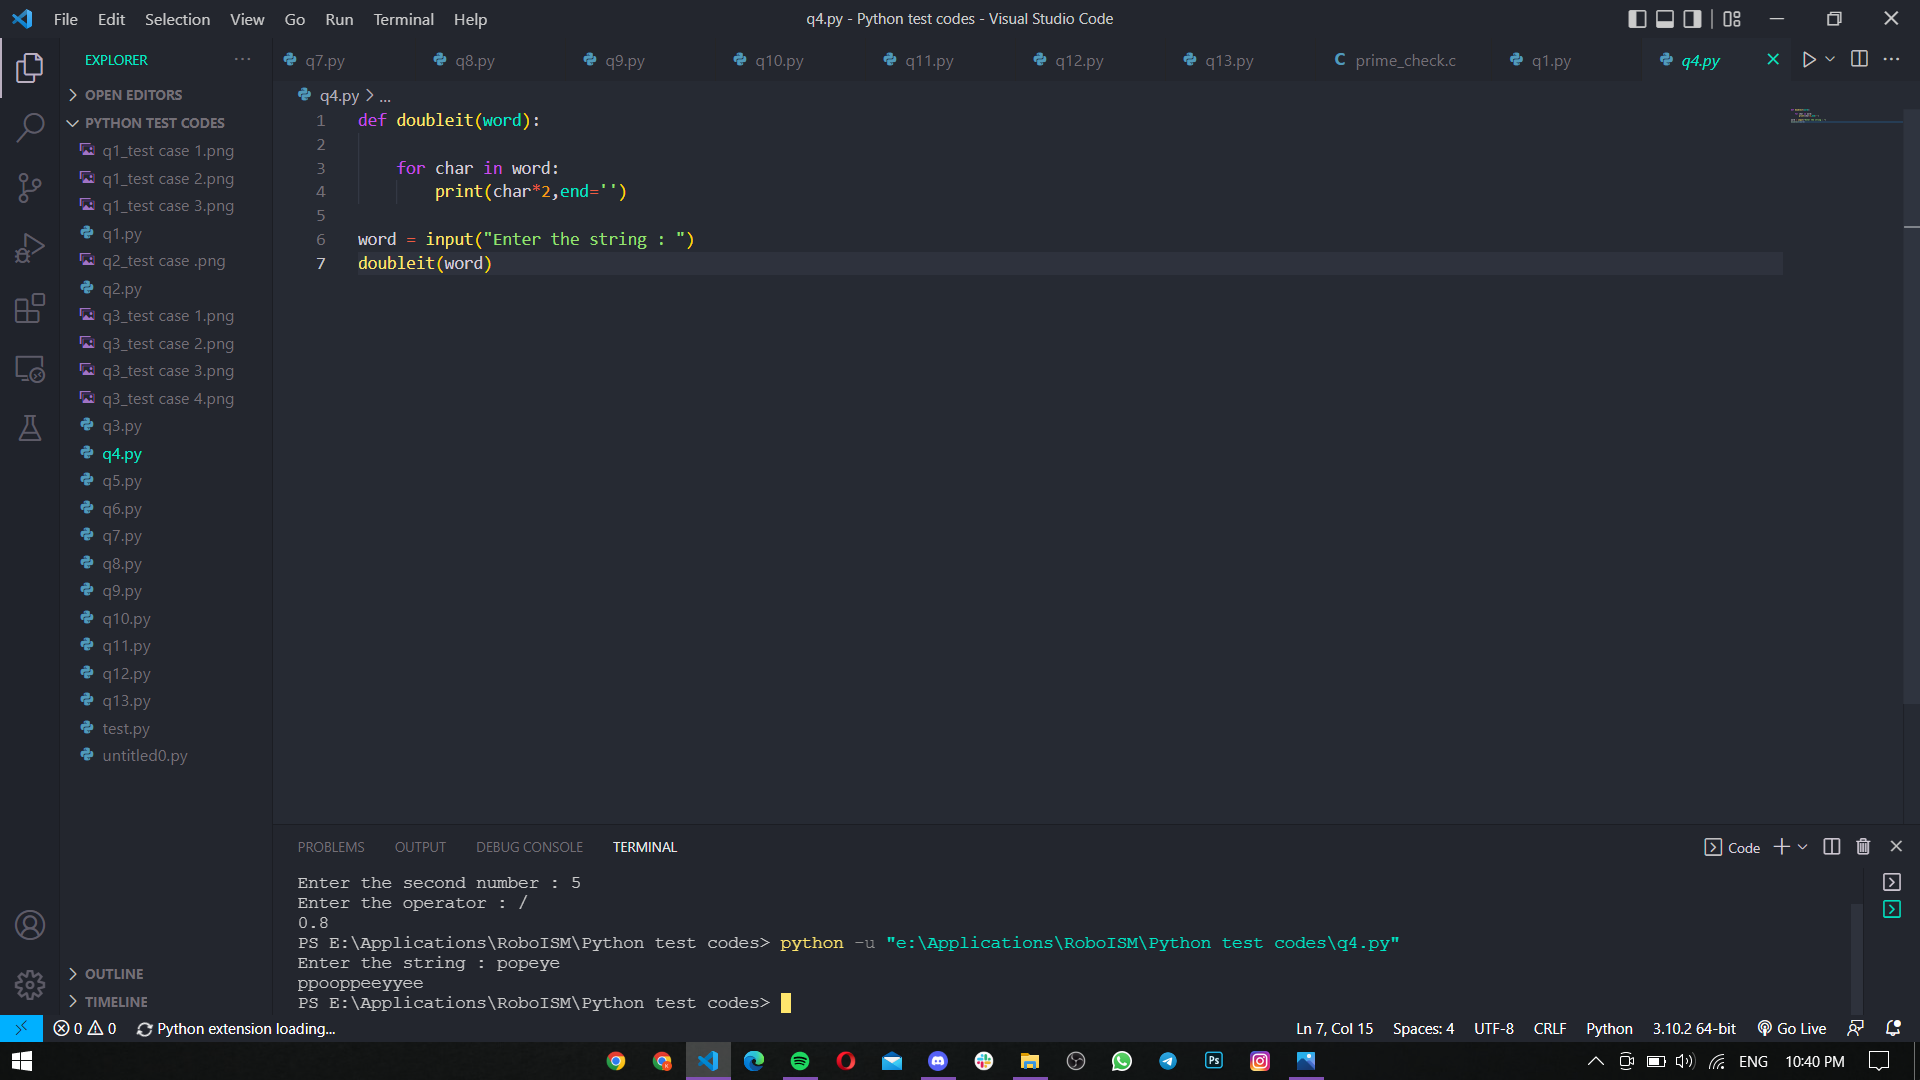 File Edit Selection View Go Run Terminal Help
q4.py - Python test codes - Visual Studio Code
EXPLORER
q7.py q8.py q9.py q10.py q11.py q12.py q13.py C prime_check.c q1.py q4.py
OPEN EDITORS
PYTHON TEST CODES
q1_test case 1.png
q1_test case 2.png
q1_test case 3.png
q1.py
q2_test case .png
q2.py
q3_test case 1.png
q3_test case 2.png
q3_test case 3.png
q3_test case 4.png
q3.py
q4.py
q5.py
q6.py
q7.py
q8.py
q9.py
q10.py
q11.py
q12.py
q13.py
test.py
untitled0.py
OUTLINE
TIMELINE
q4.py > ...
1 def doubleit(word):
2
3 for char in word:
4 print(char*2,end='')
5
6 word = input("Enter the string : ")
7 doubleit(word)
PROBLEMS OUTPUT DEBUG CONSOLE TERMINAL
Code
Enter the second number : 5
Enter the operator : /
0.8
PS E:\Applications\RoboISM\Python test codes> python -u "e:\Applications\RoboISM\Python test codes\q4.py"
Enter the string : popeye
ppooppeeyyee
PS E:\Applications\RoboISM\Python test codes>
0 0 Python extension loading...
Ln 7, Col 15 Spaces: 4 UTF-8 CRLF Python 3.10.2 64-bit Go Live
Ps
ENG 10:40 PM